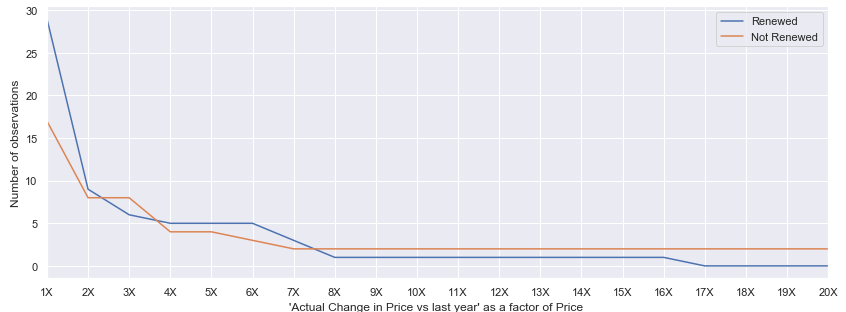 30
25
20
15
10
5
0
Number of observations
Renewed
Not Renewed
1X 2X 3X 4X 5X 6X 7X 8X 9X 10X 11X 12X 13X 14X 15X 16X 17X 18X 19X 20X
'Actual Change in Price vs last year' as a factor of Price